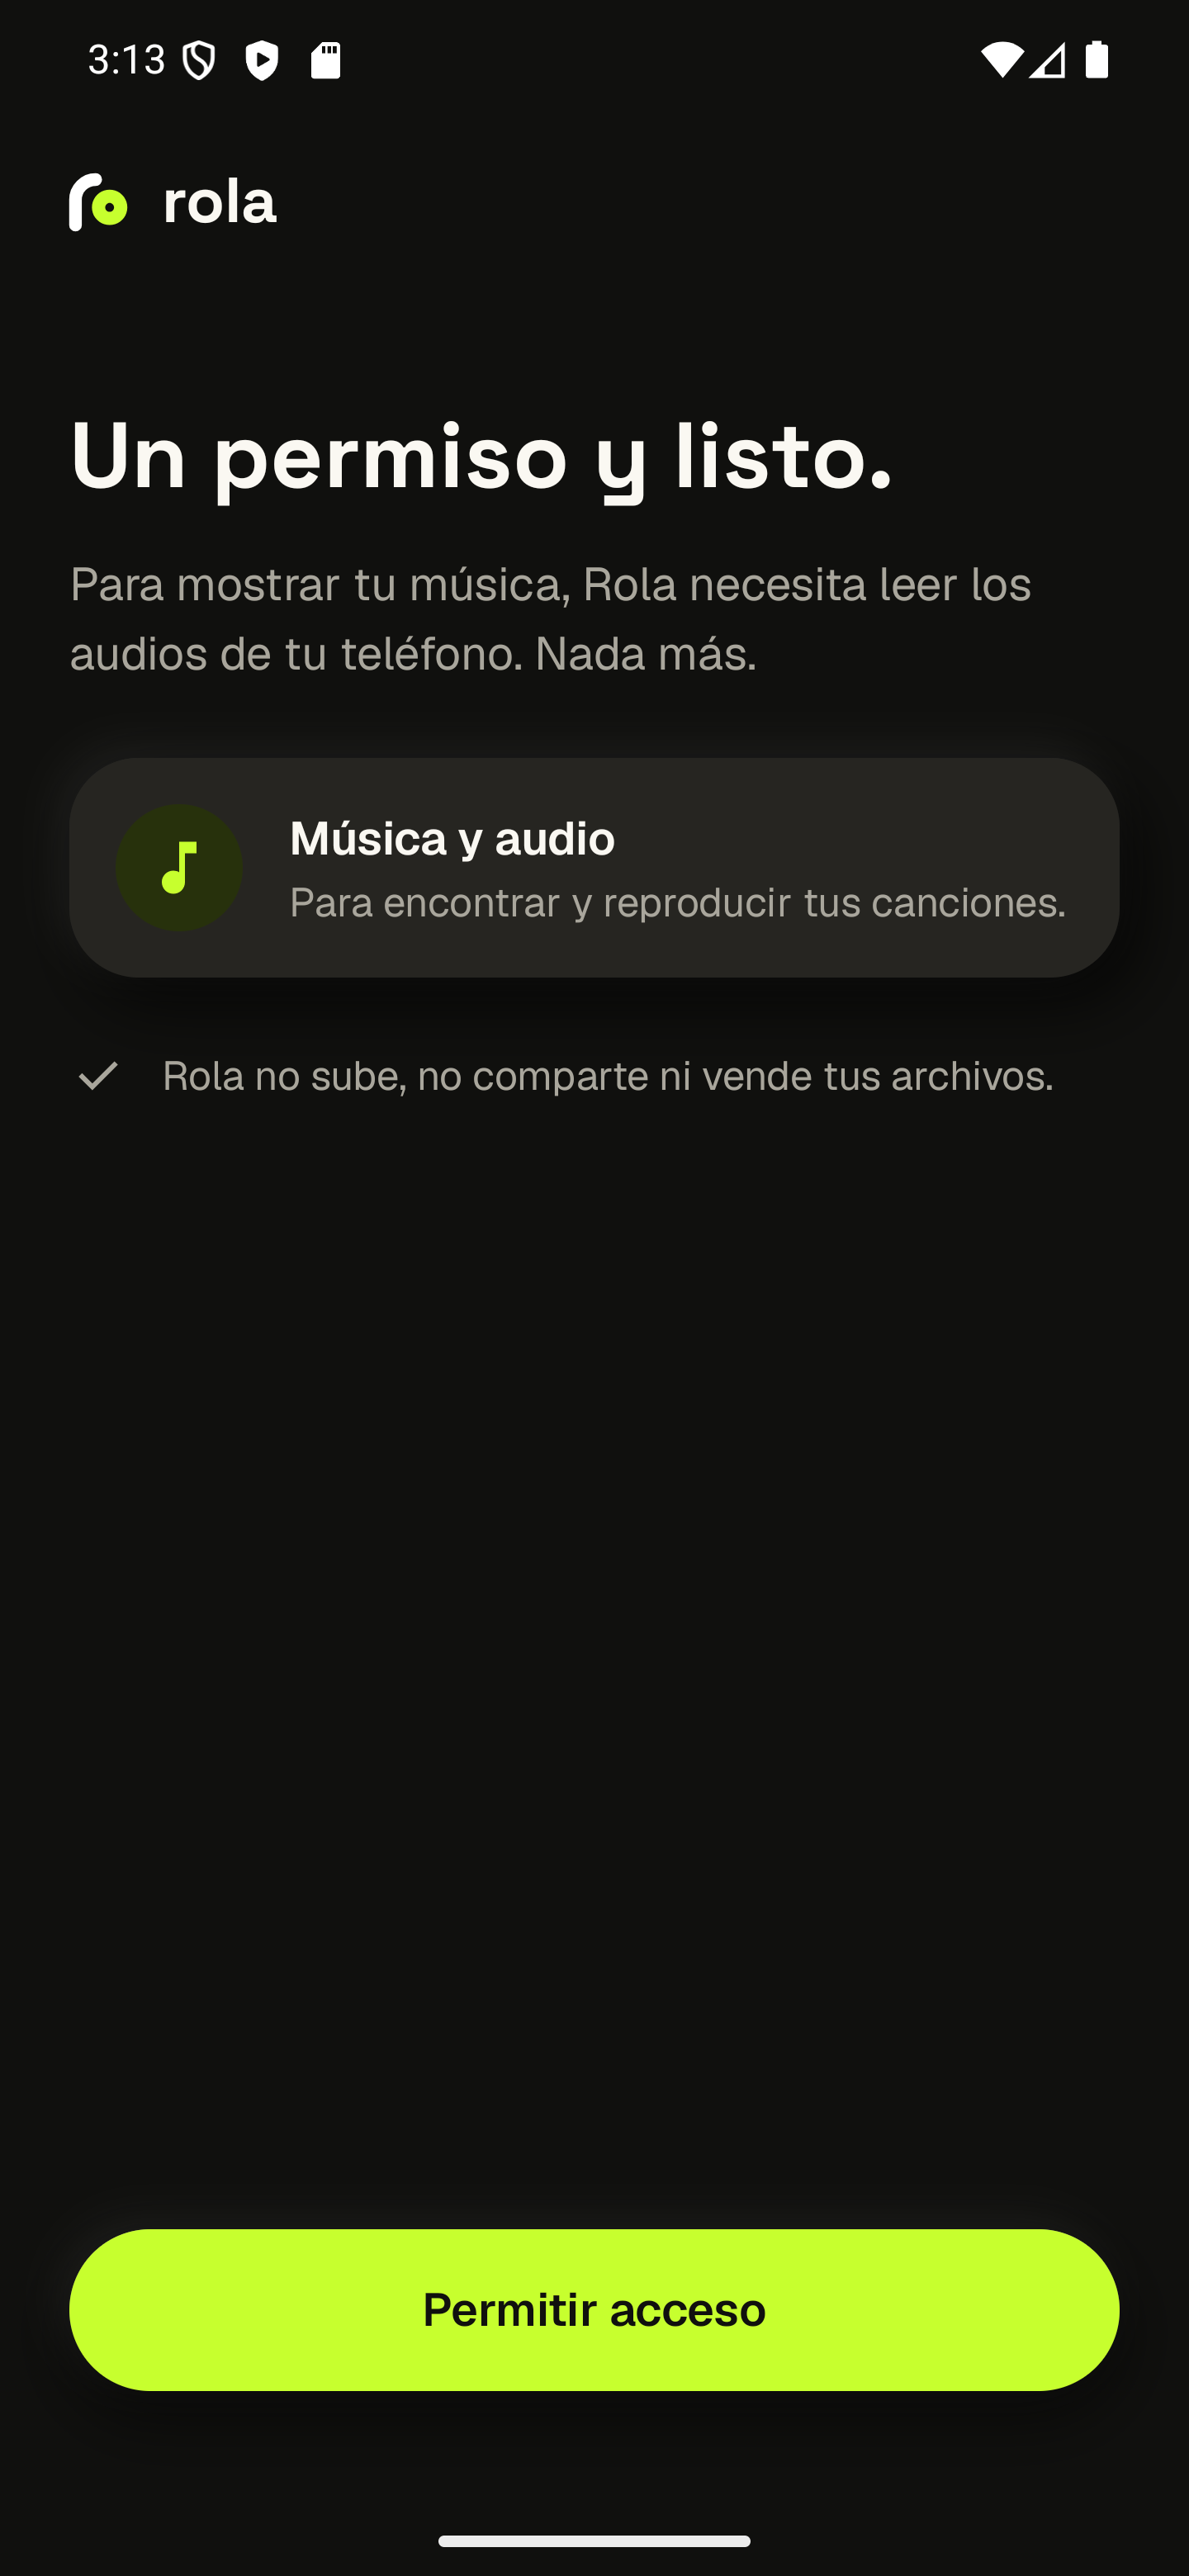 3:13
rola
Un permiso y listo.
Para mostrar tu música, Rola necesita leer los
audios de tu teléfono. Nada más.
Música y audio
Para encontrar y reproducir tus canciones.
Rola no sube, no comparte ni vende tus archivos.
Permitir acceso